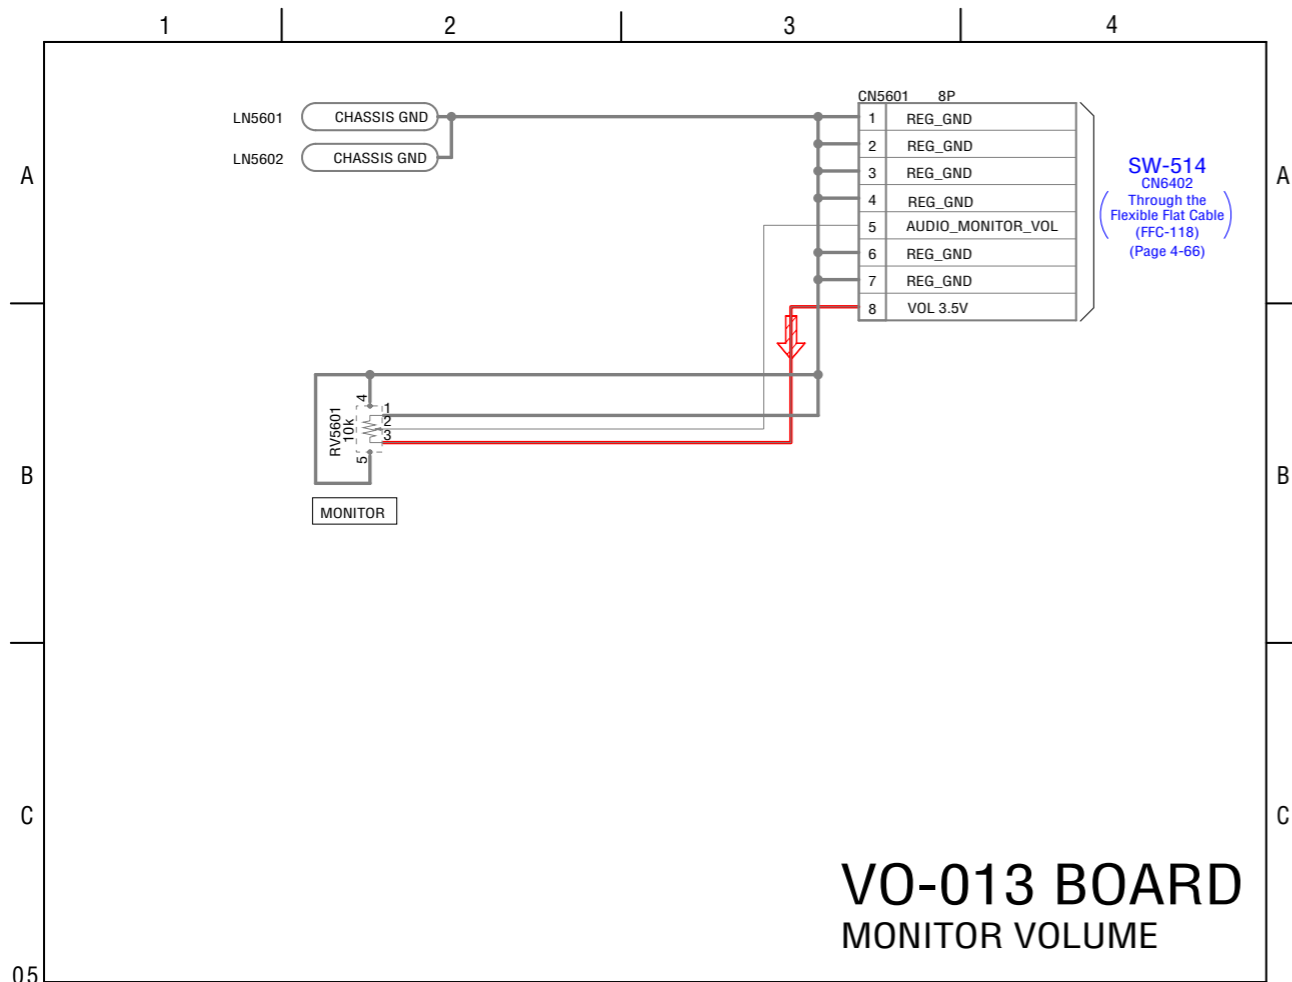 1 2 3 4
CN5601 8P
LN5601 CHASSIS GND
1 REG_GND
2 REG_GND
LN5602 CHASSIS GND
3 REG_GND
4 REG_GND
5 AUDIO_MONITOR_VOL
6 REG_GND
7 REG_GND
8 VOL 3.5V
SW-514
CN6402
Through the
Flexible Flat Cable
(FFC-118)
(Page 4-66)
A A
RV5601
10k
4
1
2
3
5
MONITOR
B B
C C
VO-013 BOARD
MONITOR VOLUME
05